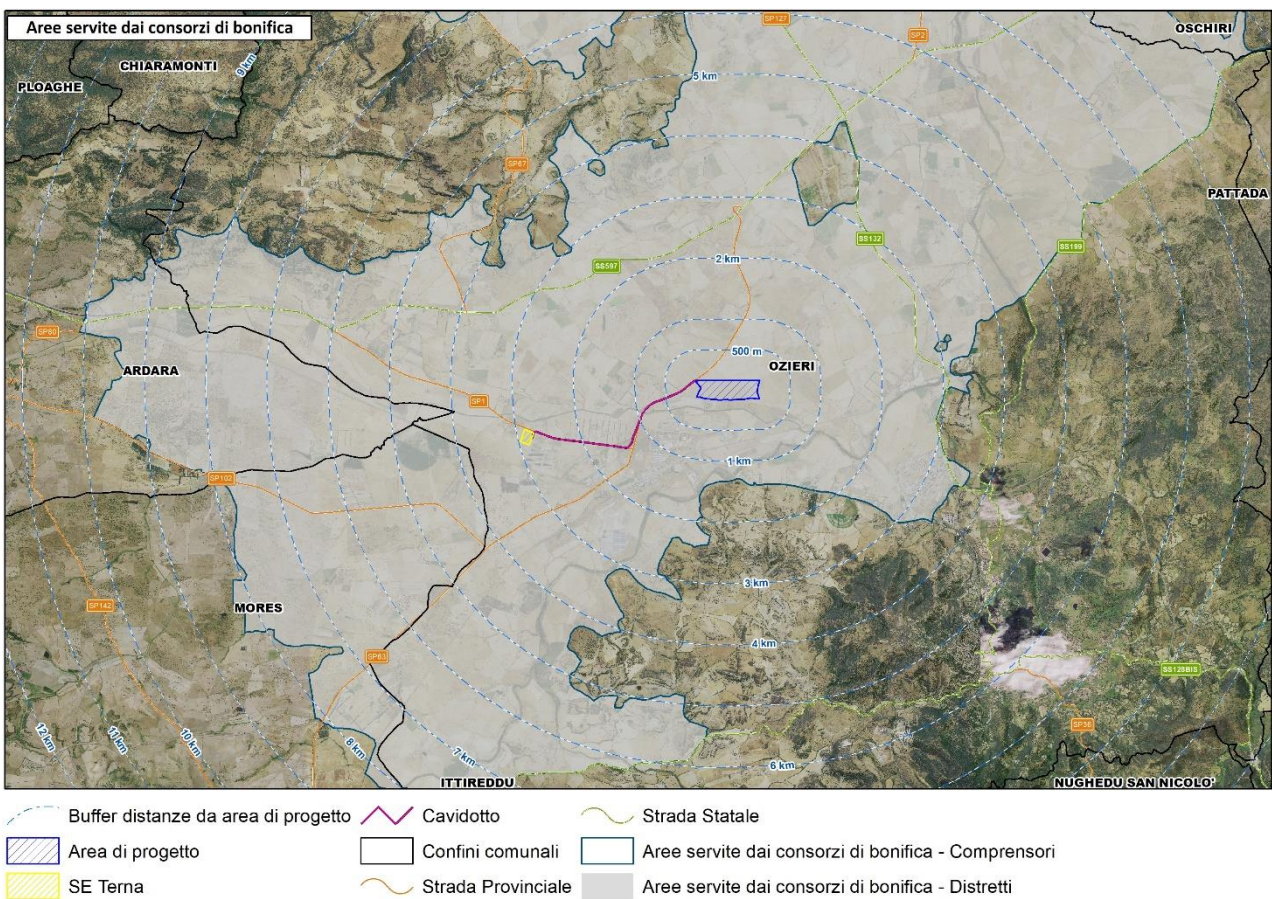 Aree servite dai consorzi di bonifica
SP127
SP2
OSCHIRI
CHIARAMONTI
9 km
PLOAGHE
5 km
SP67
PATTADA
SS132
SS199
2 km
SS597
SP80
500 m
OZIERI
ARDARA
SP1
1 km
SP102
3 km
SP142
MORES
4 km
SP63
SS128BIS
SP36
12 km
11 km
10 km
8 km
7 km
6 km
ITTIREDDU
NUGHEDU SAN NICOLO'
Buffer distanze da area di progetto
Cavidotto
Strada Statale
Area di progetto
Confini comunali
Aree servite dai consorzi di bonifica - Comprensori
SE Terna
Strada Provinciale
Aree servite dai consorzi di bonifica - Distretti